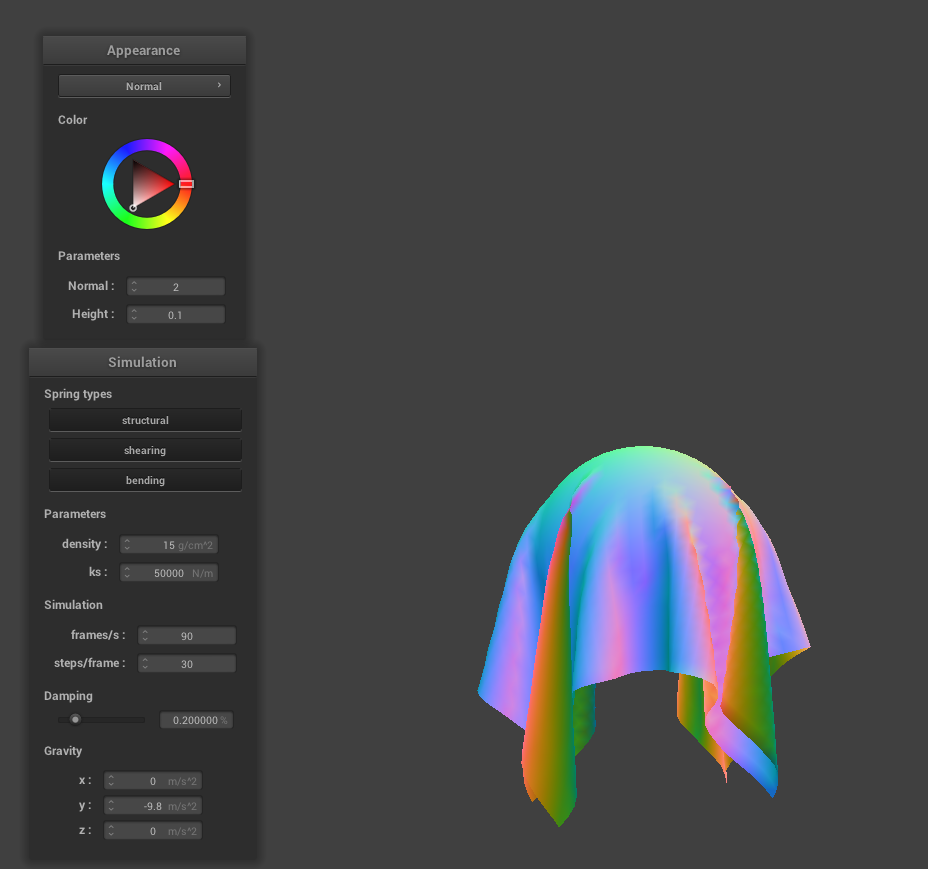 Appearance
Normal ›
Color
Parameters
Normal : 2
Height : 0.1
Simulation
Spring types
structural
shearing
bending
Parameters
density : 15 g/cm^2
ks : 50000 N/m
Simulation
frames/s : 90
steps/frame : 30
Damping
0.200000 %
Gravity
x : 0 m/s^2
y : -9.8 m/s^2
z : 0 m/s^2